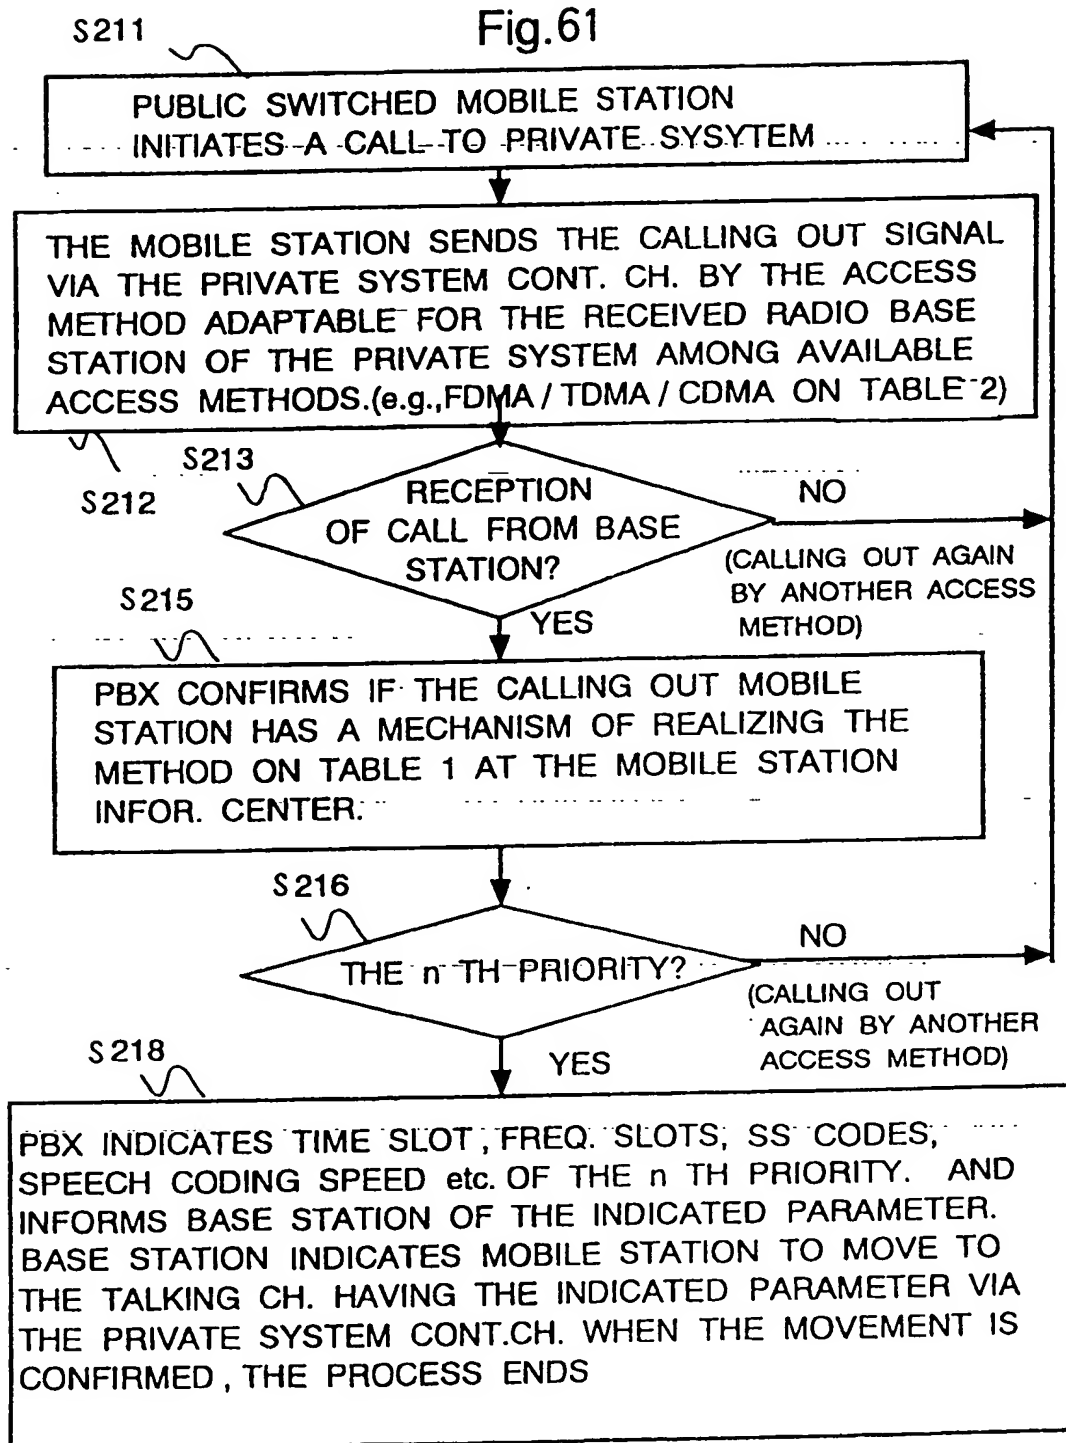 Fig.61
S211
PUBLIC SWITCHED MOBILE STATION
INITIATES A CALL TO PRIVATE SYSYTEM
THE MOBILE STATION SENDS THE CALLING OUT SIGNAL
VIA THE PRIVATE SYSTEM CONT. CH. BY THE ACCESS
METHOD ADAPTABLE FOR THE RECEIVED RADIO BASE
STATION OF THE PRIVATE SYSTEM AMONG AVAILABLE
ACCESS METHODS.(e.g.,FDMA / TDMA / CDMA ON TABLE 2)
S212
S213
RECEPTION
OF CALL FROM BASE
STATION?
NO
(CALLING OUT AGAIN
BY ANOTHER ACCESS
METHOD)
YES
S215
PBX CONFIRMS IF THE CALLING OUT MOBILE
STATION HAS A MECHANISM OF REALIZING THE
METHOD ON TABLE 1 AT THE MOBILE STATION
INFOR. CENTER.
S216
THE n TH PRIORITY?
NO
(CALLING OUT
AGAIN BY ANOTHER
ACCESS METHOD)
YES
S218
PBX INDICATES TIME SLOT, FREQ. SLOTS, SS CODES,
SPEECH CODING SPEED etc. OF THE n TH PRIORITY. AND
INFORMS BASE STATION OF THE INDICATED PARAMETER.
BASE STATION INDICATES MOBILE STATION TO MOVE TO
THE TALKING CH. HAVING THE INDICATED PARAMETER VIA
THE PRIVATE SYSTEM CONT.CH. WHEN THE MOVEMENT IS
CONFIRMED, THE PROCESS ENDS